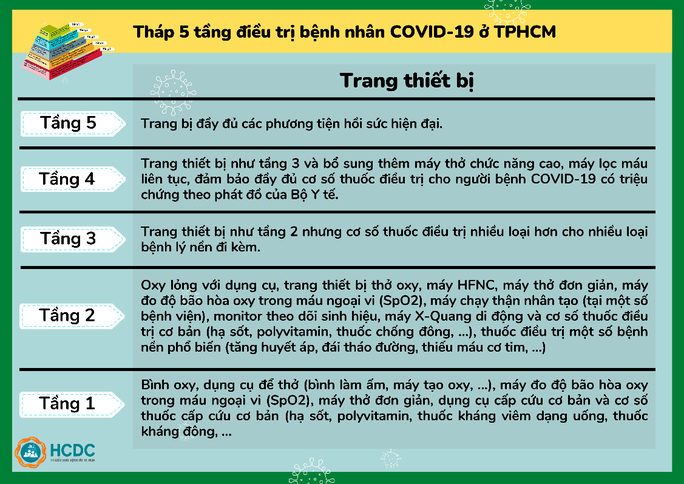 Tháp 5 tầng điều trị bệnh nhân COVID-19 ở TPHCM
Trang thiết bị
Tầng 5
Trang bị đầy đủ các phương tiện hồi sức hiện đại.
Tầng 4
Trang thiết bị như tầng 3 và bổ sung thêm máy thở chức năng cao, máy lọc máu
liên tục, đảm bảo đầy đủ cơ số thuốc điều trị cho người bệnh COVID-19 có triệu
chứng theo phát đồ của Bộ Y tế.
Tầng 3
Trang thiết bị như tầng 2 nhưng cơ số thuốc điều trị nhiều loại hơn cho nhiều loại
bệnh lý nền đi kèm.
Tầng 2
Oxy lỏng với dụng cụ, trang thiết bị thở oxy, máy HFNC, máy thở đơn giản, máy
đo độ bão hòa oxy trong máu ngoại vi (SpO2), máy chạy thận nhân tạo (tại một số
bệnh viện), monitor theo dõi sinh hiệu, máy X-Quang di động và cơ số thuốc điều
trị cơ bản (hạ sốt, polyvitamin, thuốc chống đông, ...), thuốc điều trị một số bệnh
nền phổ biến (tăng huyết áp, đái tháo đường, thiếu máu cơ tim, ...)
Tầng 1
Bình oxy, dụng cụ để thở (bình làm ấm, máy tạo oxy, ...), máy đo độ bão hòa oxy
trong máu ngoại vi (SpO2), máy thở đơn giản, dụng cụ cấp cứu cơ bản và cơ số
thuốc cấp cứu cơ bản (hạ sốt, polyvitamin, thuốc kháng viêm dạng uống, thuốc
kháng đông, ...
HCDC